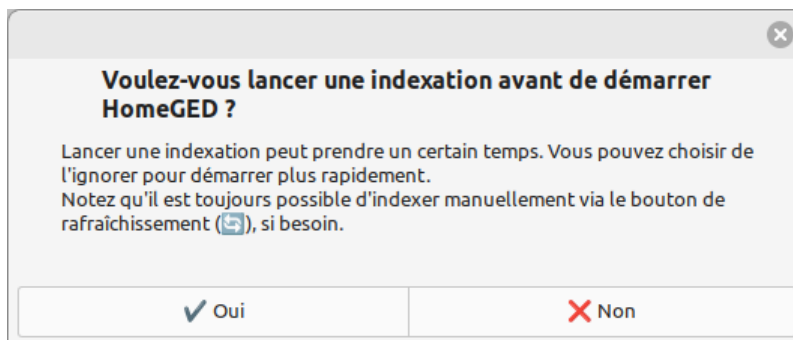 Voulez-vous lancer une indexation avant de démarrer
HomeGED ?
Lancer une indexation peut prendre un certain temps. Vous pouvez choisir de
l'ignorer pour démarrer plus rapidement.
Notez qu'il est toujours possible d'indexer manuellement via le bouton de
rafraîchissement (🔄), si besoin.
✔ Oui
❌ Non